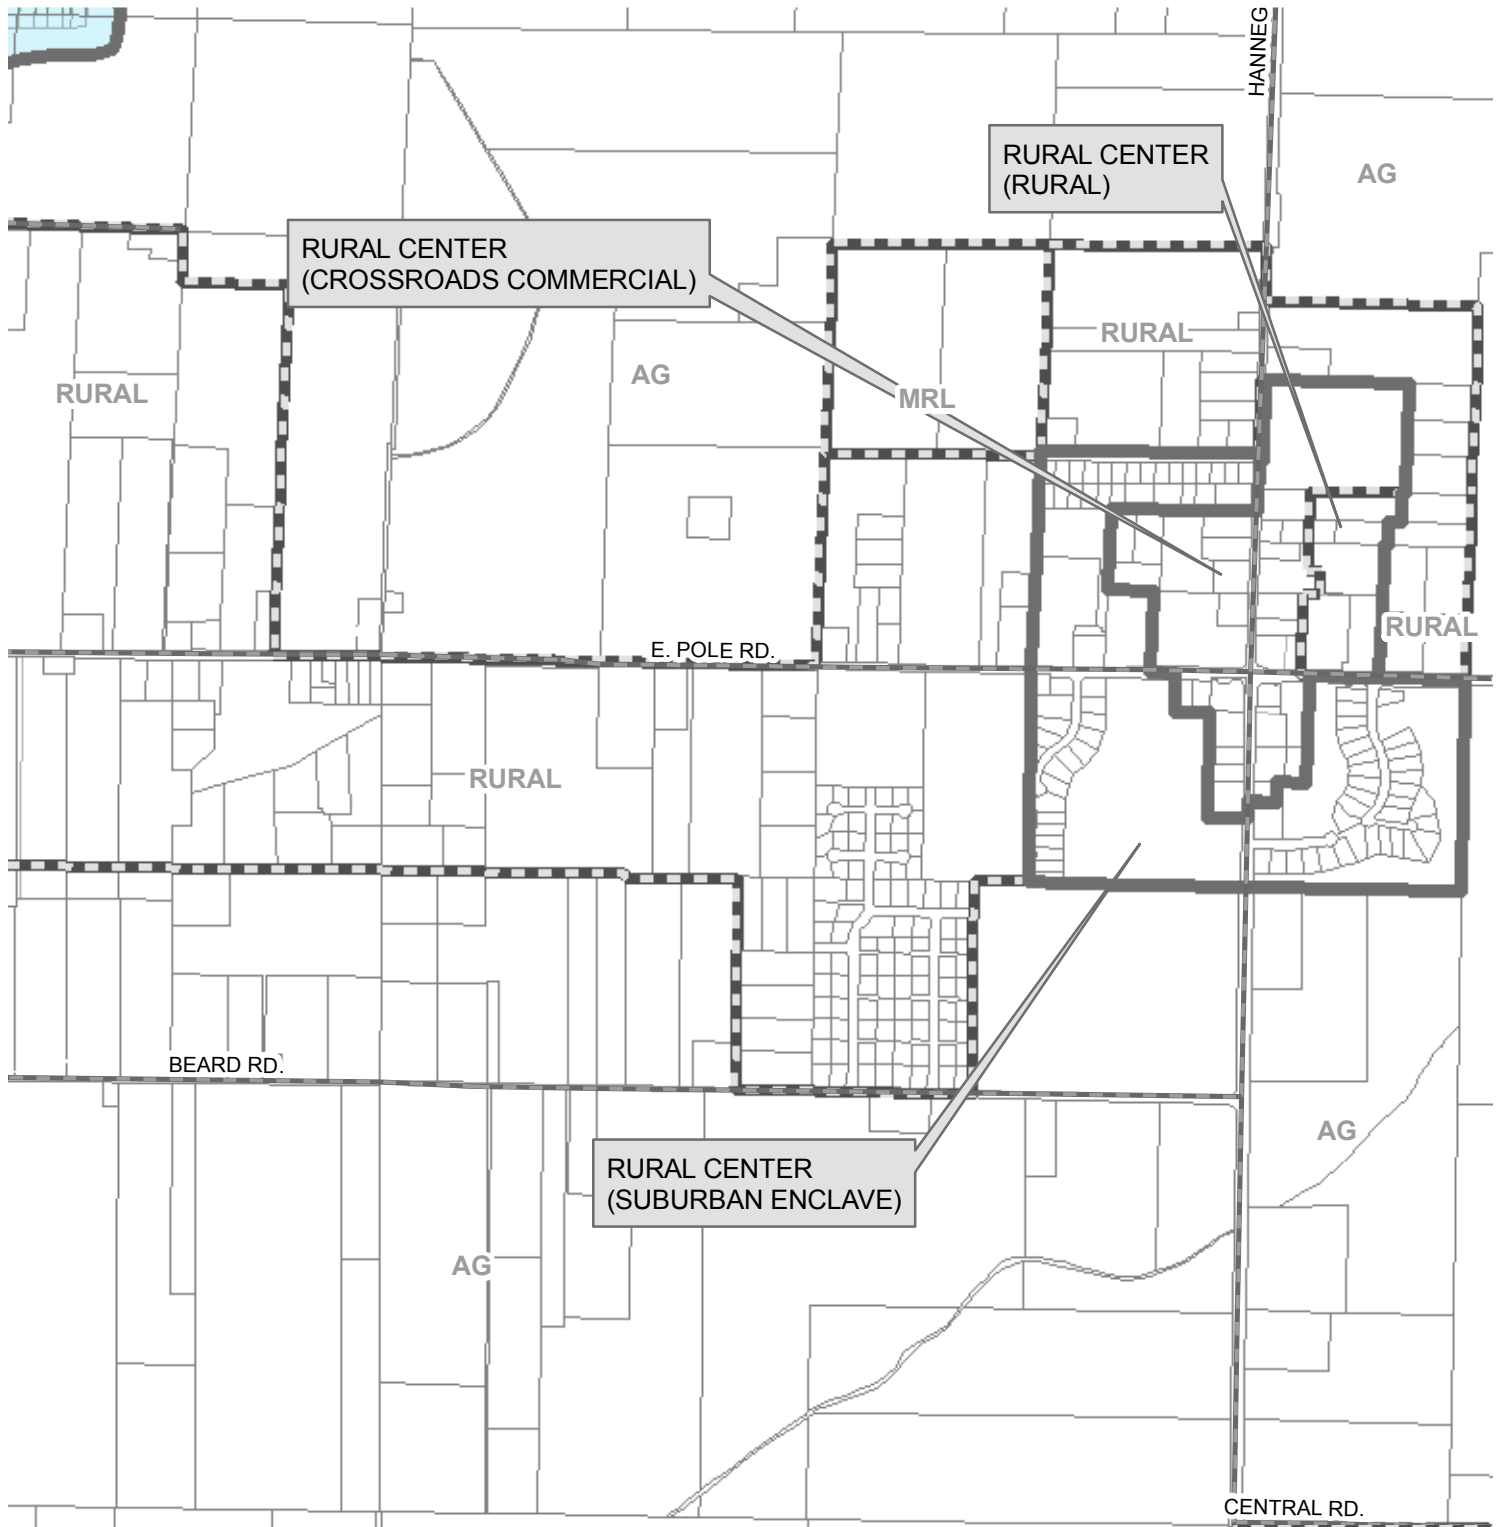 HANNEG
RURAL CENTER
(RURAL)
AG
RURAL CENTER
(CROSSROADS COMMERCIAL)
RURAL
AG
RURAL
MRL
RURAL
E. POLE RD.
RURAL
BEARD RD.
AG
RURAL CENTER
(SUBURBAN ENCLAVE)
AG
CENTRAL RD.